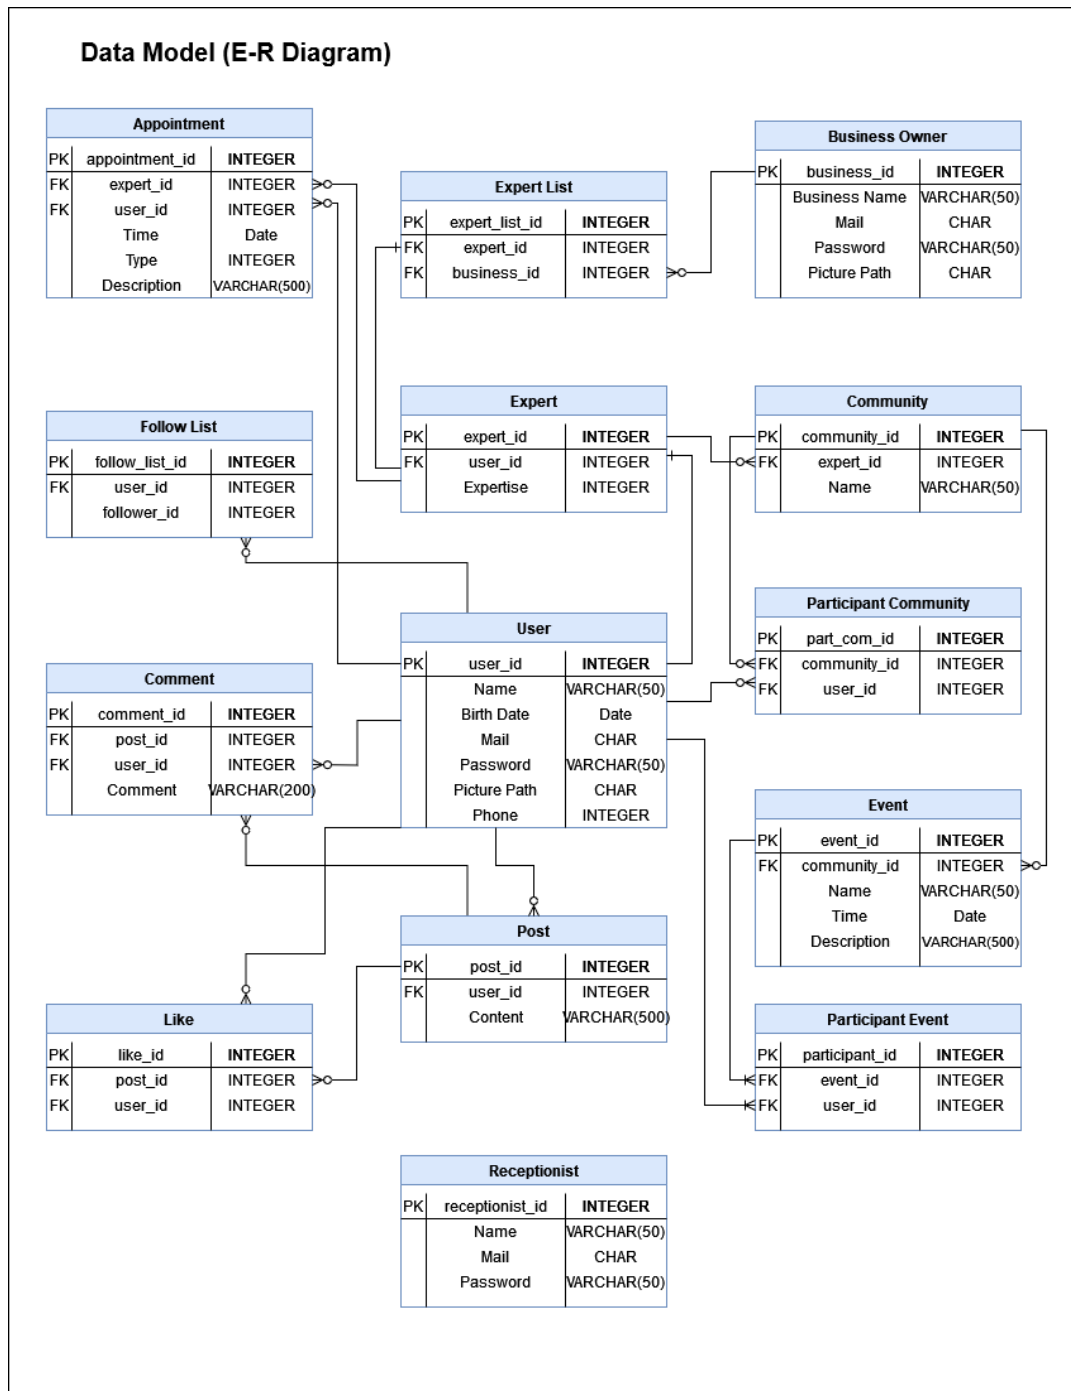 Data Model (E-R Diagram)
Appointment
PK appointment_id INTEGER
FK expert_id INTEGER
FK user_id INTEGER
Time Date
Type INTEGER
Description VARCHAR(500)
Expert List
PK expert_list_id INTEGER
FK expert_id INTEGER
FK business_id INTEGER
Business Owner
PK business_id INTEGER
Business Name VARCHAR(50)
Mail CHAR
Password VARCHAR(50)
Picture Path CHAR
Follow List
PK follow_list_id INTEGER
FK user_id INTEGER
follower_id INTEGER
Expert
PK expert_id INTEGER
FK user_id INTEGER
Expertise INTEGER
Community
PK community_id INTEGER
FK expert_id INTEGER
Name VARCHAR(50)
Participant Community
PK part_com_id INTEGER
FK community_id INTEGER
FK user_id INTEGER
User
PK user_id INTEGER
Name VARCHAR(50)
Birth Date Date
Mail CHAR
Password VARCHAR(50)
Picture Path CHAR
Phone INTEGER
Comment
PK comment_id INTEGER
FK post_id INTEGER
FK user_id INTEGER
Comment VARCHAR(200)
Event
PK event_id INTEGER
FK community_id INTEGER
Name VARCHAR(50)
Time Date
Description VARCHAR(500)
Post
PK post_id INTEGER
FK user_id INTEGER
Content VARCHAR(500)
Like
PK like_id INTEGER
FK post_id INTEGER
FK user_id INTEGER
Participant Event
PK participant_id INTEGER
FK event_id INTEGER
FK user_id INTEGER
Receptionist
PK receptionist_id INTEGER
Name VARCHAR(50)
Mail CHAR
Password VARCHAR(50)